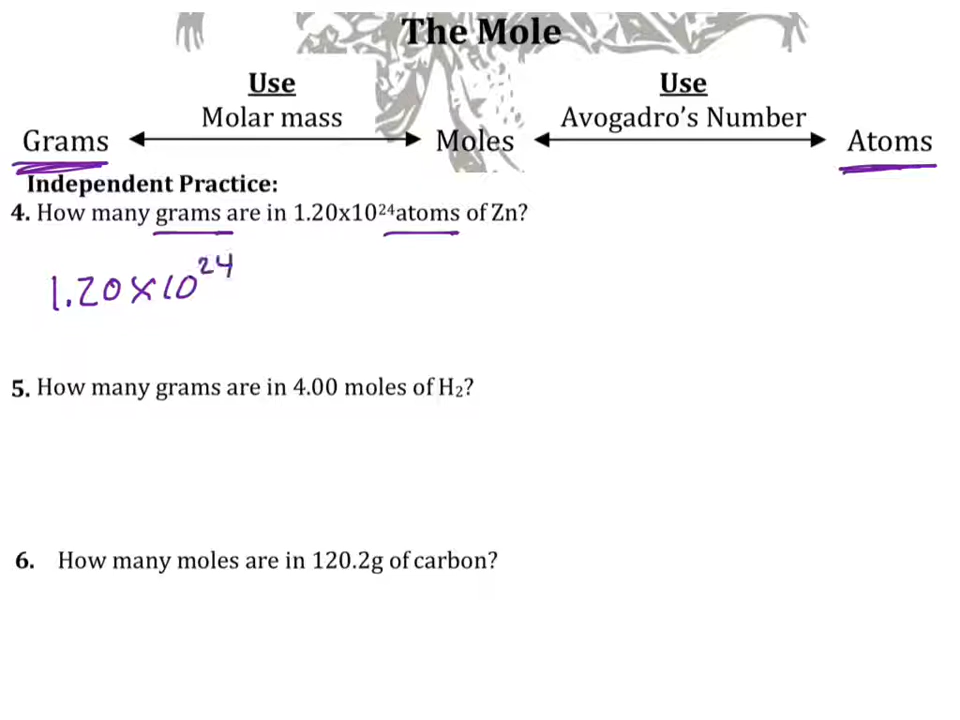 The Mole
Use Use
Molar mass Avogadro's Number
Grams Moles Atoms
Independent Practice:
4. How many grams are in 1.20x10²⁴atoms of Zn?
1.20×10²⁴
5. How many grams are in 4.00 moles of H₂?
6. How many moles are in 120.2g of carbon?